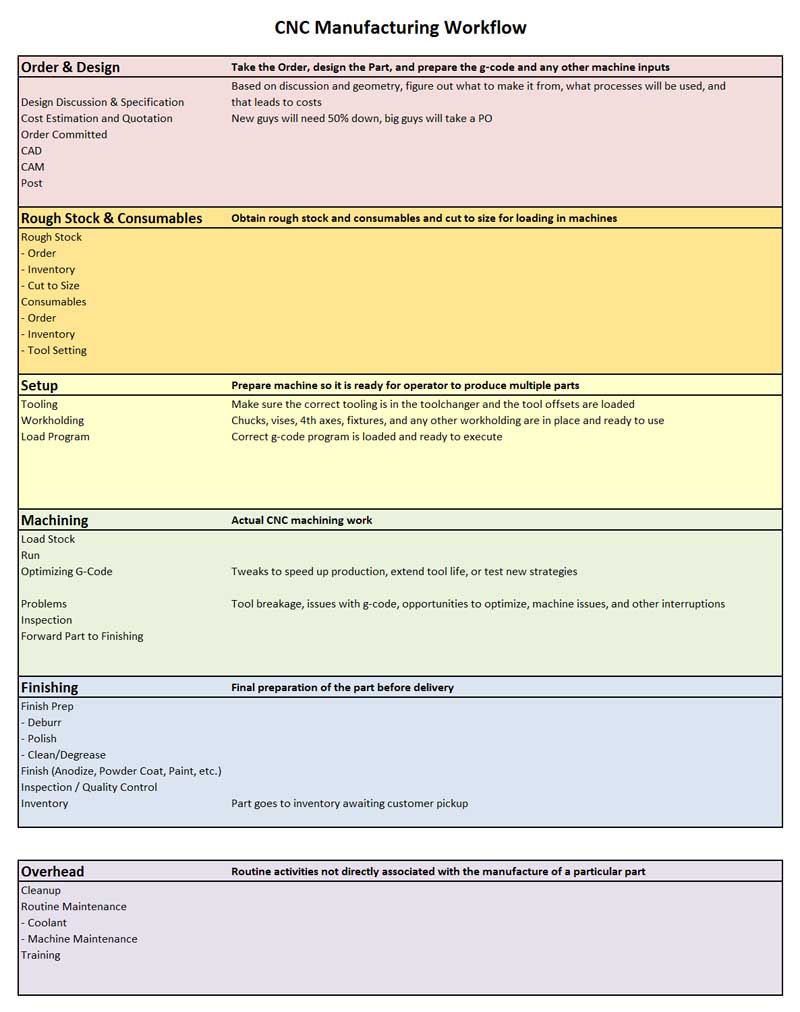 CNC Manufacturing Workflow
Order & Design Take the Order, design the Part, and prepare the g-code and any other machine inputs
Based on discussion and geometry, figure out what to make it from, what processes will be used, and
Design Discussion & Specification that leads to costs
Cost Estimation and Quotation New guys will need 50% down, big guys will take a PO
Order Committed
CAD
CAM
Post
Rough Stock & Consumables Obtain rough stock and consumables and cut to size for loading in machines
Rough Stock
- Order
- Inventory
- Cut to Size
Consumables
- Order
- Inventory
- Tool Setting
Setup Prepare machine so it is ready for operator to produce multiple parts
Tooling Make sure the correct tooling is in the toolchanger and the tool offsets are loaded
Workholding Chucks, vises, 4th axes, fixtures, and any other workholding are in place and ready to use
Load Program Correct g-code program is loaded and ready to execute
Machining Actual CNC machining work
Load Stock
Run
Optimizing G-Code Tweaks to speed up production, extend tool life, or test new strategies
Problems Tool breakage, issues with g-code, opportunities to optimize, machine issues, and other interruptions
Inspection
Forward Part to Finishing
Finishing Final preparation of the part before delivery
Finish Prep
- Deburr
- Polish
- Clean/Degrease
Finish (Anodize, Powder Coat, Paint, etc.)
Inspection / Quality Control
Inventory Part goes to inventory awaiting customer pickup
Overhead Routine activities not directly associated with the manufacture of a particular part
Cleanup
Routine Maintenance
- Coolant
- Machine Maintenance
Training